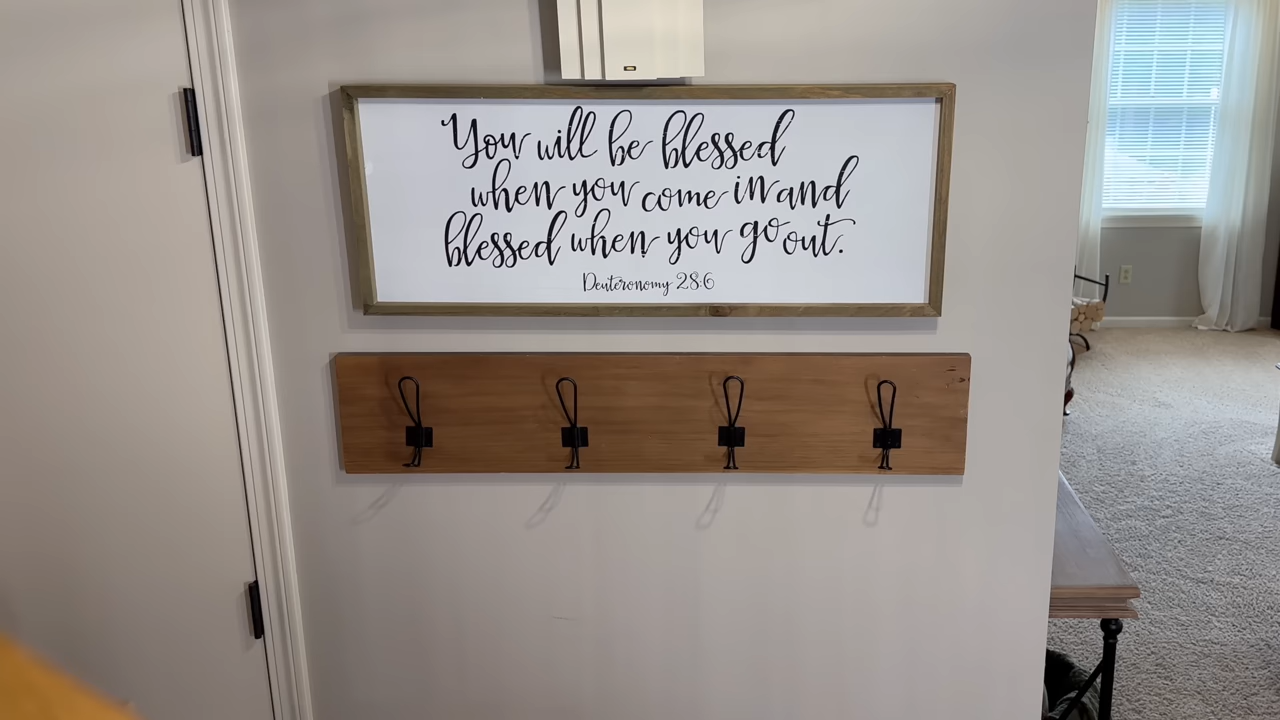 You will be blessed
when you come in and
blessed when you go out.
Deuteronomy 28:6